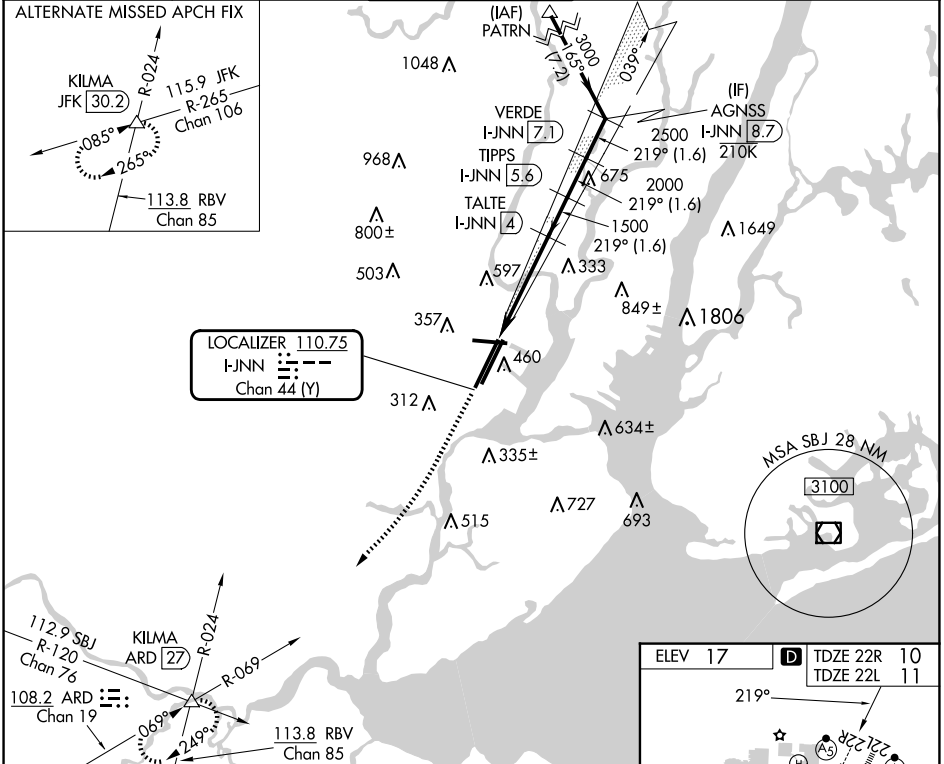 ALTERNATE MISSED APCH FIX
KILMA
JFK 30.2
R-024
115.9 JFK
R-265
Chan 106
085°
265°
113.8 RBV
Chan 85
(IAF)
PATRN
3000
165°
(7.2)
039°
1048
VERDE
I-JNN 7.1
TIPPS
I-JNN 5.6
TALTE
I-JNN 4
(IF)
AGNSS
I-JNN 8.7
210K
2500
219° (1.6)
2000
219° (1.6)
1500
219° (1.6)
968
675
800±
1649
503
597
333
849±
1806
357
460
LOCALIZER 110.75
I-JNN
Chan 44 (Y)
312
634±
335±
727
693
515
MSA SBJ 28 NM
3100
112.9 SBJ
R-120
Chan 76
KILMA
ARD 27
R-024
R-069
108.2 ARD
Chan 19
069°
249°
113.8 RBV
Chan 85
ELEV 17
D
TDZE 22R 10
TDZE 22L 11
219°
22R
22L
A5
H